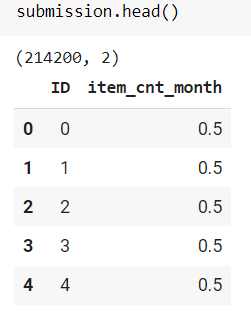 submission.head()
(214200, 2)
ID item_cnt_month
0 0 0.5
1 1 0.5
2 2 0.5
3 3 0.5
4 4 0.5